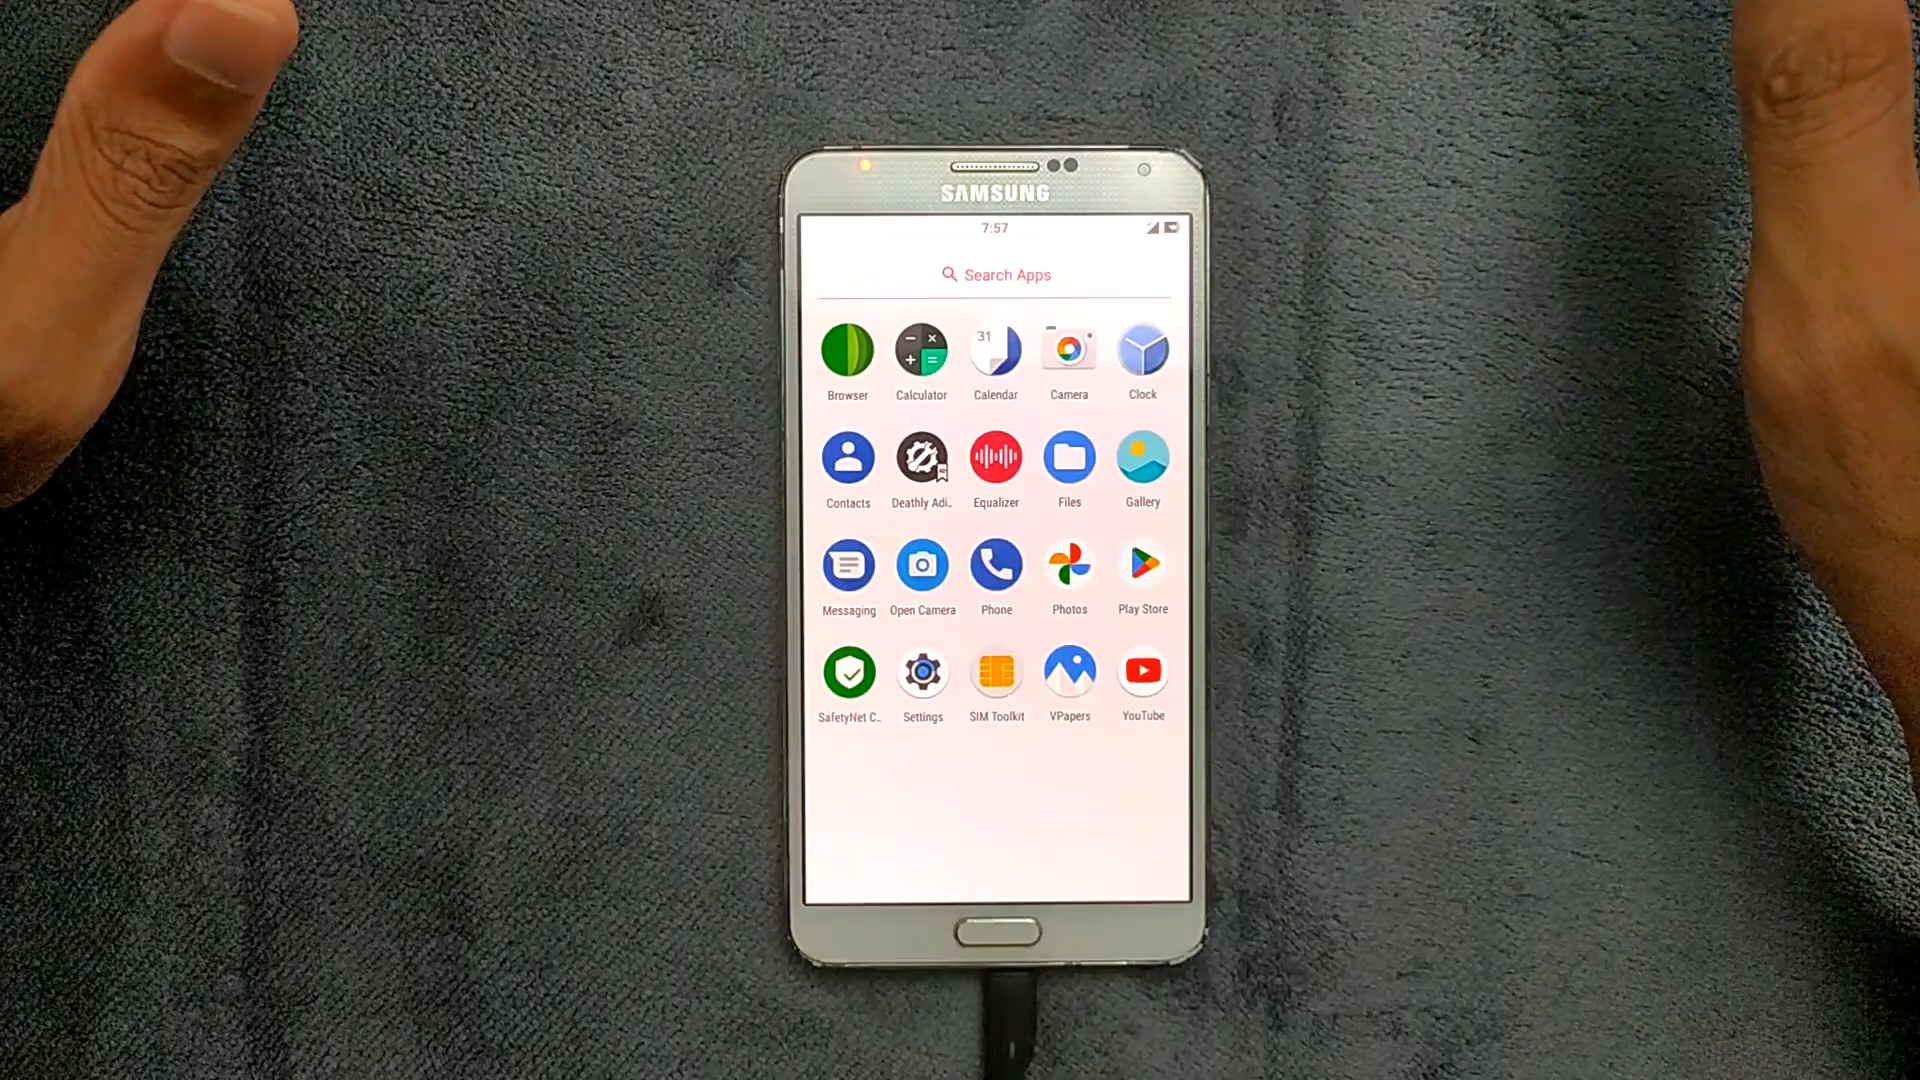 SAMSUNG
7:57
Search Apps
31
Browser Calculator Calendar Camera Clock
Contacts Deathly Adi.. Equalizer Files Gallery
Messaging Open Camera Phone Photos Play Store
SafetyNet C.. Settings SIM Toolkit VPapers YouTube